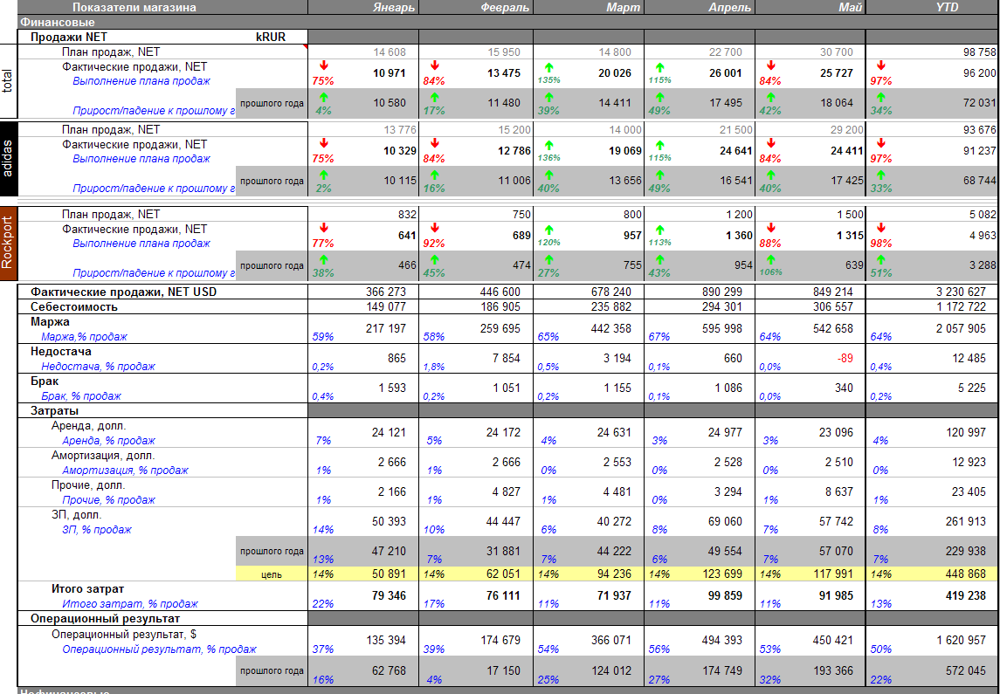 Показатели магазина Январь Февраль Март Апрель Май YTD
Финансовые
Продажи NET kRUR
total
План продаж, NET 14 608 15 950 14 800 22 700 30 700 98 758
Фактические продажи, NET 10 971 13 475 20 026 26 001 25 727 96 200
Выполнение плана продаж 75% 84% 135% 115% 84% 97%
прошлого года 10 580 11 480 14 411 17 495 18 064 72 031
Прирост/падение к прошлому г 4% 17% 39% 49% 42% 34%
adidas
План продаж, NET 13 776 15 200 14 000 21 500 29 200 93 676
Фактические продажи, NET 10 329 12 786 19 069 24 641 24 411 91 237
Выполнение плана продаж 75% 84% 136% 115% 84% 97%
прошлого года 10 115 11 006 13 656 16 541 17 425 68 744
Прирост/падение к прошлому г 2% 16% 40% 49% 40% 33%
Rockport
План продаж, NET 832 750 800 1 200 1 500 5 082
Фактические продажи, NET 641 689 957 1 360 1 315 4 963
Выполнение плана продаж 77% 92% 120% 113% 88% 98%
прошлого года 466 474 755 954 639 3 288
Прирост/падение к прошлому г 38% 45% 27% 43% 106% 51%
Фактические продажи, NET USD 366 273 446 600 678 240 890 299 849 214 3 230 627
Себестоимость 149 077 186 905 235 882 294 301 306 557 1 172 722
Маржа 217 197 259 695 442 358 595 998 542 658 2 057 905
Маржа,% продаж 59% 58% 65% 67% 64% 64%
Недостача 865 7 854 3 194 660 -89 12 485
Недостача, % продаж 0,2% 1,8% 0,5% 0,1% 0,0% 0,4%
Брак 1 593 1 051 1 155 1 086 340 5 225
Брак, % продаж 0,4% 0,2% 0,2% 0,1% 0,0% 0,2%
Затраты
Аренда, долл. 24 121 24 172 24 631 24 977 23 096 120 997
Аренда, % продаж 7% 5% 4% 3% 3% 4%
Амортизация, долл. 2 666 2 666 2 553 2 528 2 510 12 923
Амортизация, % продаж 1% 1% 0% 0% 0% 0%
Прочие, долл. 2 166 4 827 4 481 3 294 8 637 23 405
Прочие, % продаж 1% 1% 1% 0% 1% 1%
ЗП, долл. 50 393 44 447 40 272 69 060 57 742 261 913
ЗП, % продаж 14% 10% 6% 8% 7% 8%
прошлого года 47 210 31 881 44 222 49 554 57 070 229 938
13% 7% 7% 6% 7% 7%
цель 14% 50 891 14% 62 051 14% 94 236 14% 123 699 14% 117 991 14% 448 868
Итого затрат 79 346 76 111 71 937 99 859 91 985 419 238
Итого затрат, % продаж 22% 17% 11% 11% 11% 13%
Операционный результат
Операционный результат, $ 135 394 174 679 366 071 494 393 450 421 1 620 957
Операционный результат, % продаж 37% 39% 54% 56% 53% 50%
прошлого года 62 768 17 150 124 012 174 749 193 366 572 045
16% 4% 25% 27% 32% 22%